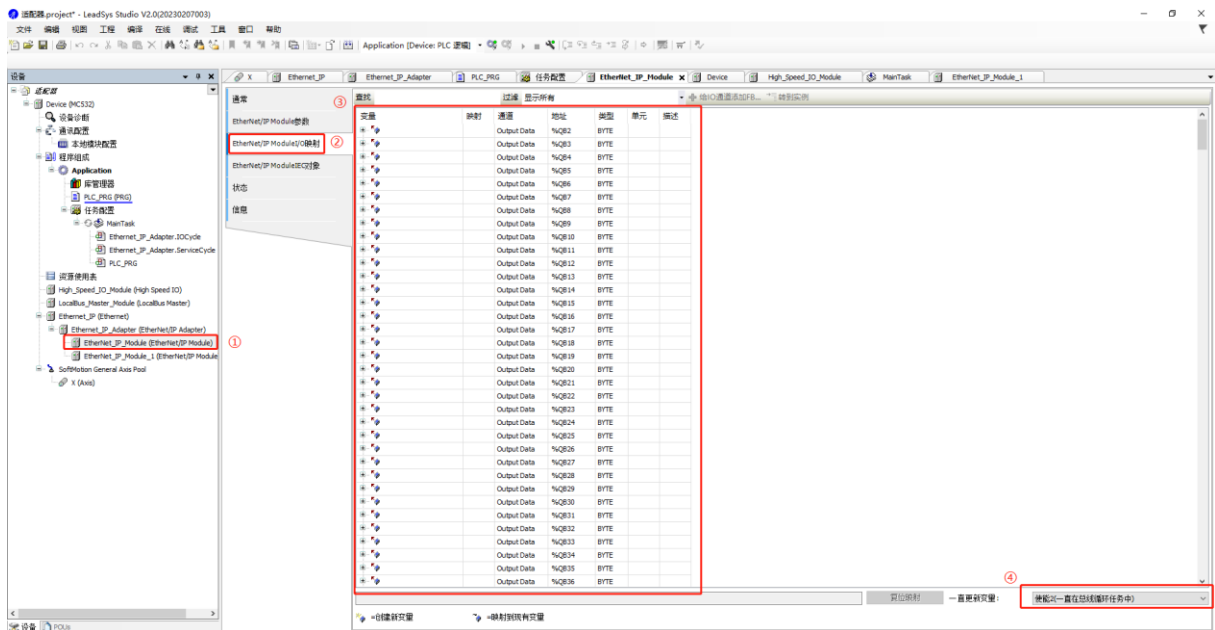 适配器.project* - LeadSys Studio V2.0(20230207003)
文件 编辑 视图 工程 编译 在线 调试 工具 窗口 帮助
Application [Device: PLC 逻辑]
设备
X Ethernet_IP Ethernet_IP_Adapter PLC_PRG 任务配置 EtherNet_IP_Module Device High_Speed_IO_Module MainTask EtherNet_IP_Module_1
适配器
Device (MC532)
设备诊断
通讯配置
本地模块配置
程序组成
Application
库管理器
PLC_PRG (PRG)
任务配置
MainTask
Ethernet_IP_Adapter.IOCycle
Ethernet_IP_Adapter.ServiceCycle
PLC_PRG
资源使用表
High_Speed_IO_Module (High Speed IO)
LocalBus_Master_Module (LocalBus Master)
Ethernet_IP (Ethernet)
Ethernet_IP_Adapter (EtherNet/IP Adapter)
EtherNet_IP_Module (EtherNet/IP Module)
①
EtherNet_IP_Module_1 (EtherNet/IP Module
SoftMotion General Axis Pool
X (Axis)
设备 POUs
通常
EtherNet/IP Module参数
EtherNet/IP ModuleI/O映射
②
EtherNet/IP ModuleIEC对象
状态
信息
③
查找 过滤 显示所有 给IO通道添加FB... 转到实例
变量 映射 通道 地址 类型 单元 描述
Output Data %QB2 BYTE
Output Data %QB3 BYTE
Output Data %QB4 BYTE
Output Data %QB5 BYTE
Output Data %QB6 BYTE
Output Data %QB7 BYTE
Output Data %QB8 BYTE
Output Data %QB9 BYTE
Output Data %QB10 BYTE
Output Data %QB11 BYTE
Output Data %QB12 BYTE
Output Data %QB13 BYTE
Output Data %QB14 BYTE
Output Data %QB15 BYTE
Output Data %QB16 BYTE
Output Data %QB17 BYTE
Output Data %QB18 BYTE
Output Data %QB19 BYTE
Output Data %QB20 BYTE
Output Data %QB21 BYTE
Output Data %QB22 BYTE
Output Data %QB23 BYTE
Output Data %QB24 BYTE
Output Data %QB25 BYTE
Output Data %QB26 BYTE
Output Data %QB27 BYTE
Output Data %QB28 BYTE
Output Data %QB29 BYTE
Output Data %QB30 BYTE
Output Data %QB31 BYTE
Output Data %QB32 BYTE
Output Data %QB33 BYTE
Output Data %QB34 BYTE
Output Data %QB35 BYTE
Output Data %QB36 BYTE
④
复位映射 一直更新变量: 使能2(一直在总线循环任务中)
=创建新变量 =映射到现有变量